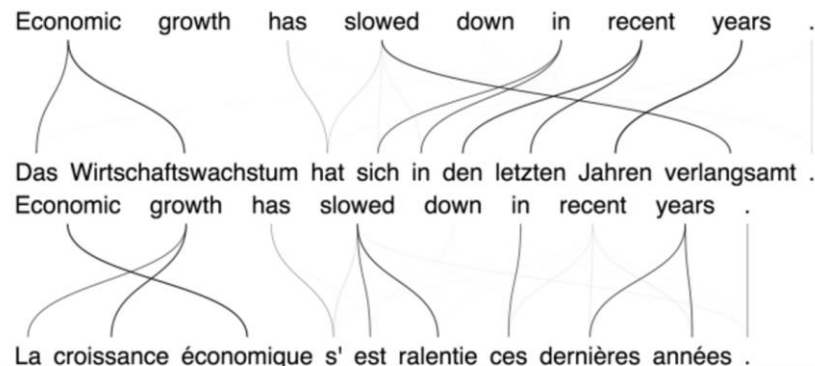 Economic growth has slowed down in recent years .
Das Wirtschaftswachstum hat sich in den letzten Jahren verlangsamt .
Economic growth has slowed down in recent years .
La croissance économique s' est ralentie ces dernières années .